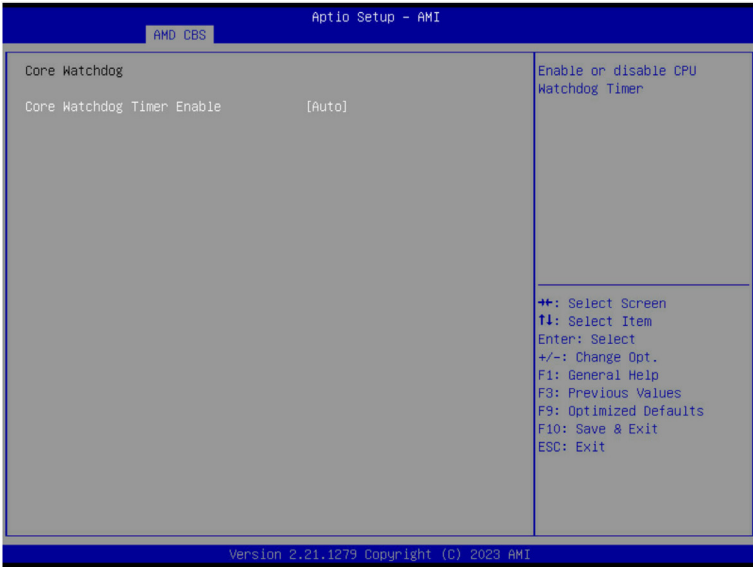 Aptio Setup – AMI
AMD CBS
Core Watchdog
Core Watchdog Timer Enable [Auto]
Enable or disable CPU
Watchdog Timer
→←: Select Screen
↑↓: Select Item
Enter: Select
+/-: Change Opt.
F1: General Help
F3: Previous Values
F9: Optimized Defaults
F10: Save & Exit
ESC: Exit
Version 2.21.1279 Copyright (C) 2023 AMI